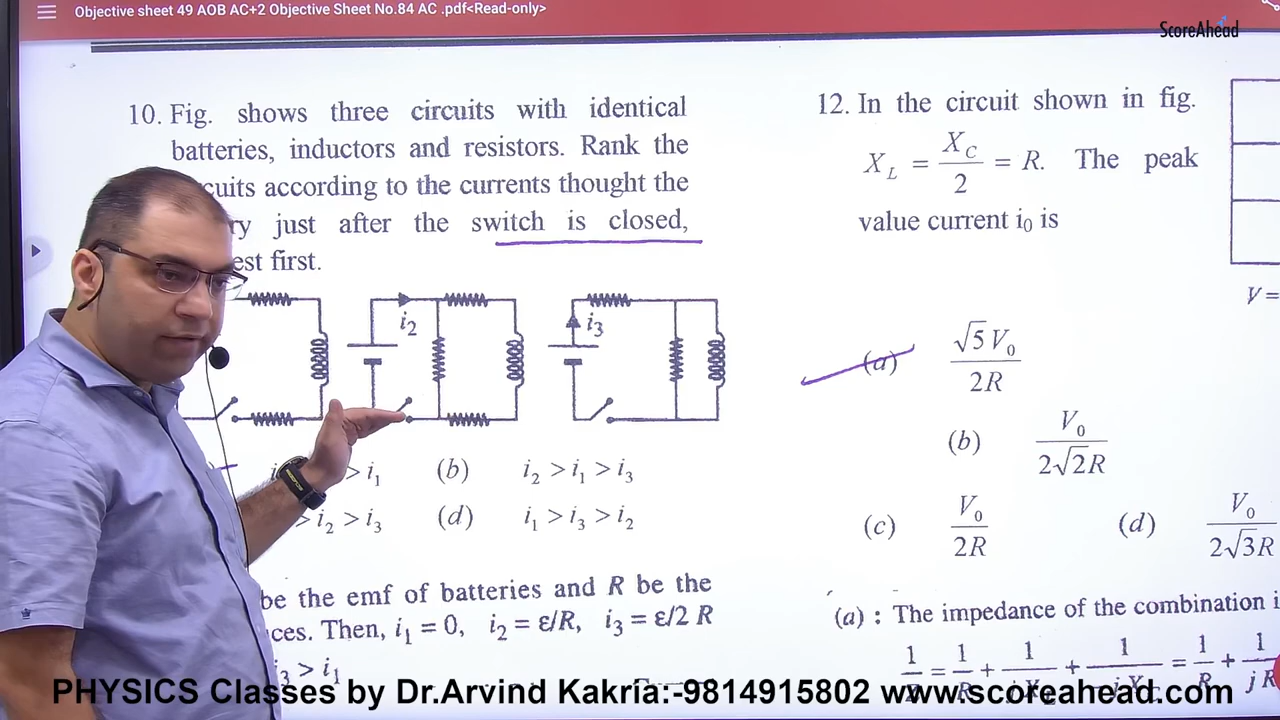 Objective sheet 49 AOB AC+2 Objective Sheet No.84 AC .pdf<Read-only>
ScoreAhead
10. Fig. shows three circuits with identical
batteries, inductors and resistors. Rank the
cuits according to the currents thought the
ry just after the switch is closed,
est first.
i₂
i₃
> i₁ (b) i₂ > i₁ > i₃
> i₂ > i₃ (d) i₁ > i₃ > i₂
be the emf of batteries and R be the
ces. Then, i₁ = 0, i₂ = ε/R, i₃ = ε/2 R
i₃ > i₁
12. In the circuit shown in fig.
X_L = X_C/2 = R. The peak
value current i₀ is
V =
(a) √5 V₀/2R
(b) V₀/2√2R
(c) V₀/2R (d) V₀/2√3R
(a) : The impedance of the combination i
PHYSICS Classes by Dr.Arvind Kakria:-9814915802 www.scoreahead.com